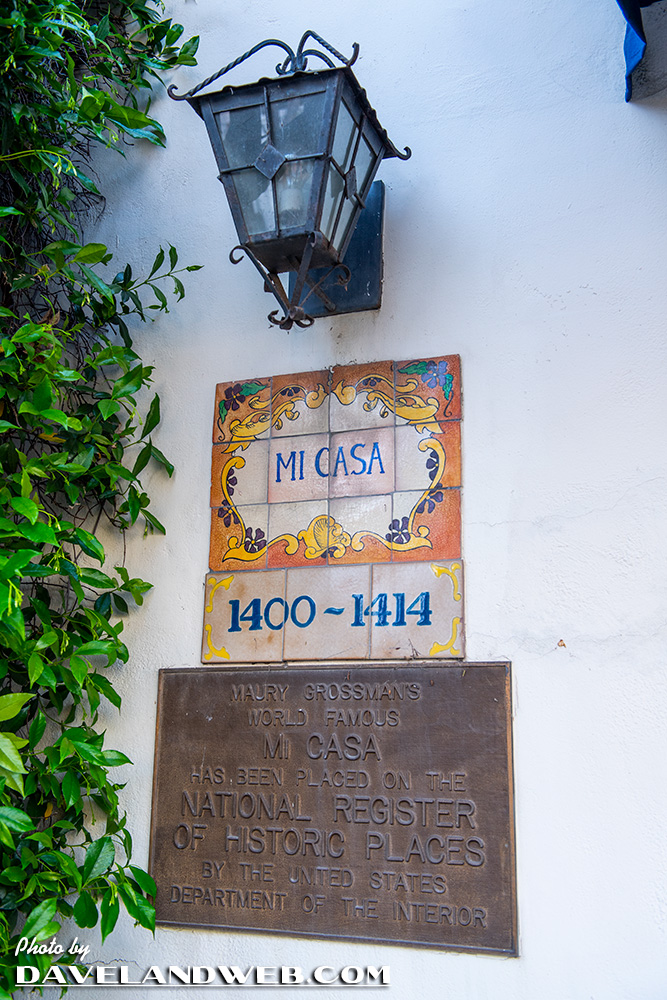 MI CASA
1400 ~ 1414
MAURY GROSSMAN'S
WORLD FAMOUS
MI CASA
HAS BEEN PLACED ON THE
NATIONAL REGISTER
OF HISTORIC PLACES
BY THE UNITED STATES
DEPARTMENT OF THE INTERIOR
Photo by
DAVELANDWEB.COM